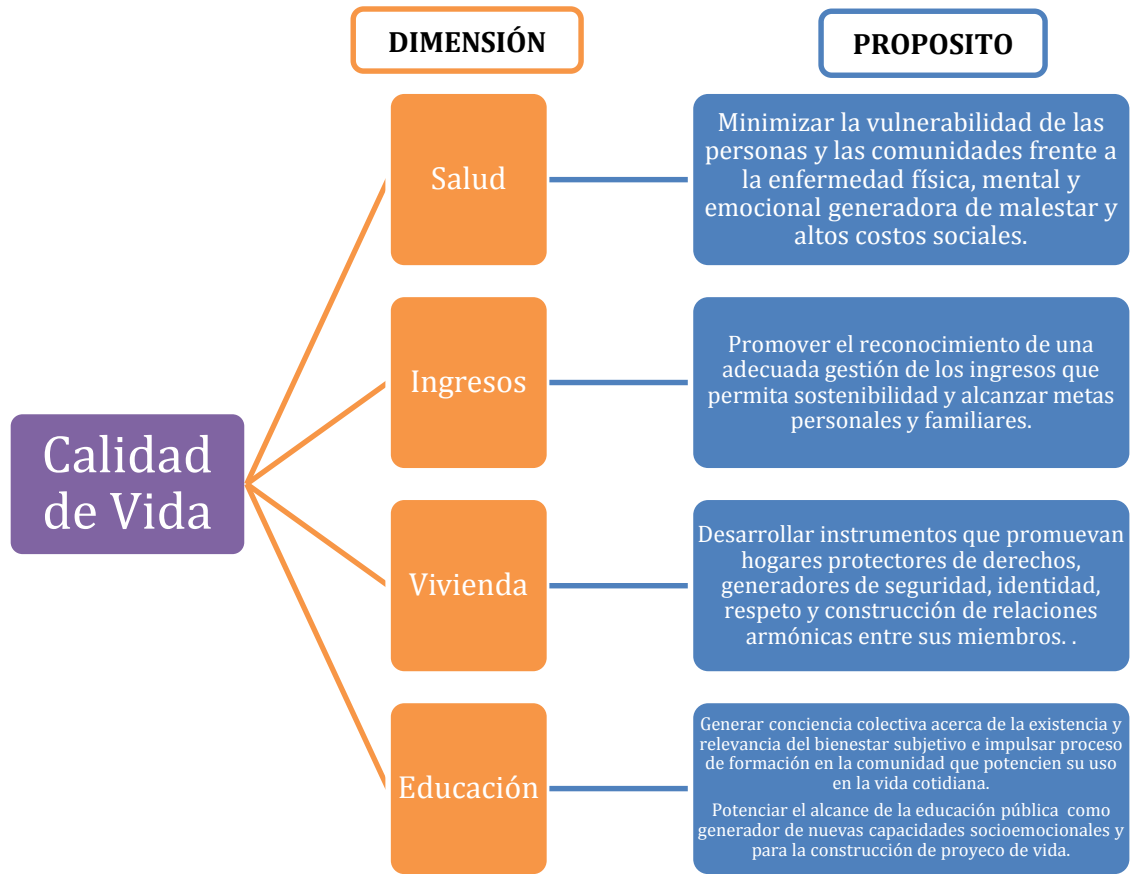 DIMENSIÓN
PROPOSITO
Calidad
de Vida
Salud
Minimizar la vulnerabilidad de las
personas y las comunidades frente a
la enfermedad física, mental y
emocional generadora de malestar y
altos costos sociales.
Ingresos
Promover el reconocimiento de una
adecuada gestión de los ingresos que
permita sostenibilidad y alcanzar metas
personales y familiares.
Vivienda
Desarrollar instrumentos que promuevan
hogares protectores de derechos,
generadores de seguridad, identidad,
respeto y construcción de relaciones
armónicas entre sus miembros. .
Educación
Generar conciencia colectiva acerca de la existencia y
relevancia del bienestar subjetivo e impulsar proceso
de formación en la comunidad que potencien su uso
en la vida cotidiana.
Potenciar el alcance de la educación pública como
generador de nuevas capacidades socioemocionales y
para la construcción de proyeco de vida.